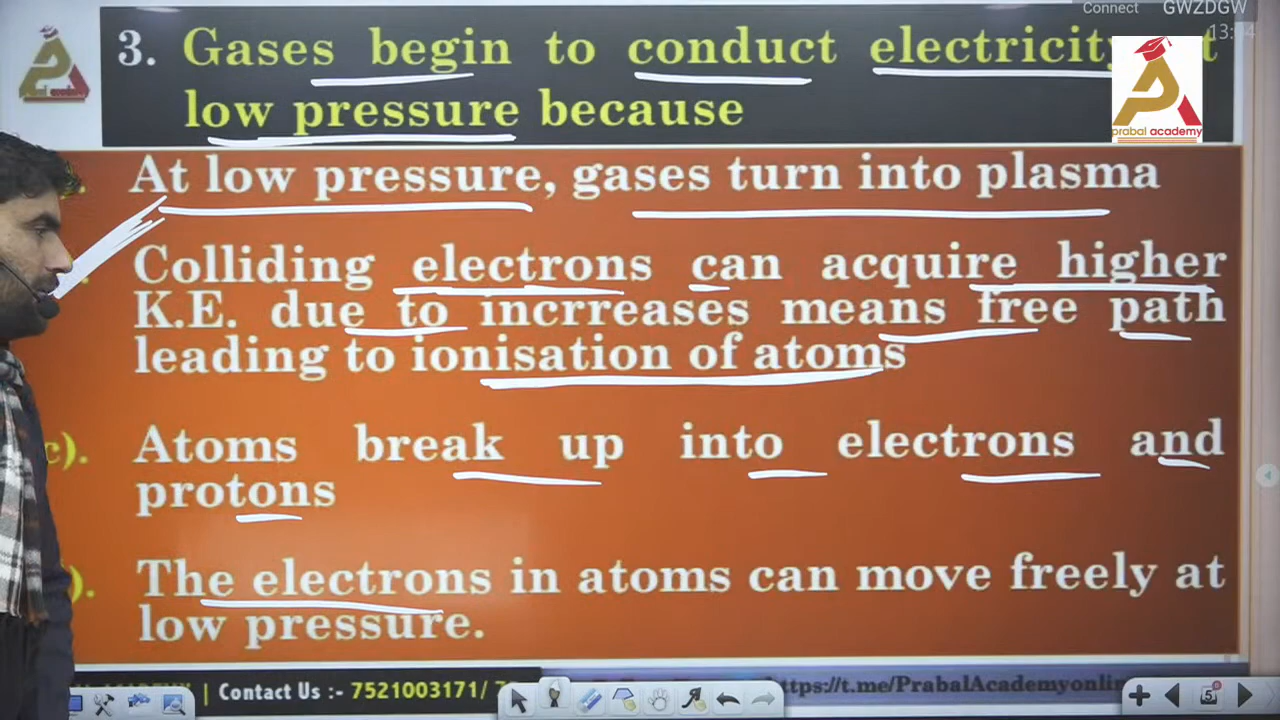 Connect GWZDGW
3. Gases begin to conduct electricity
low pressure because
prabal academy
At low pressure, gases turn into plasma
Colliding electrons can acquire higher
K.E. due to incrreases means free path
leading to ionisation of atoms
c). Atoms break up into electrons and
protons
). The electrons in atoms can move freely at
low pressure.
| Contact Us :- 7521003171/
https://t.me/PrabalAcademyonlin
5